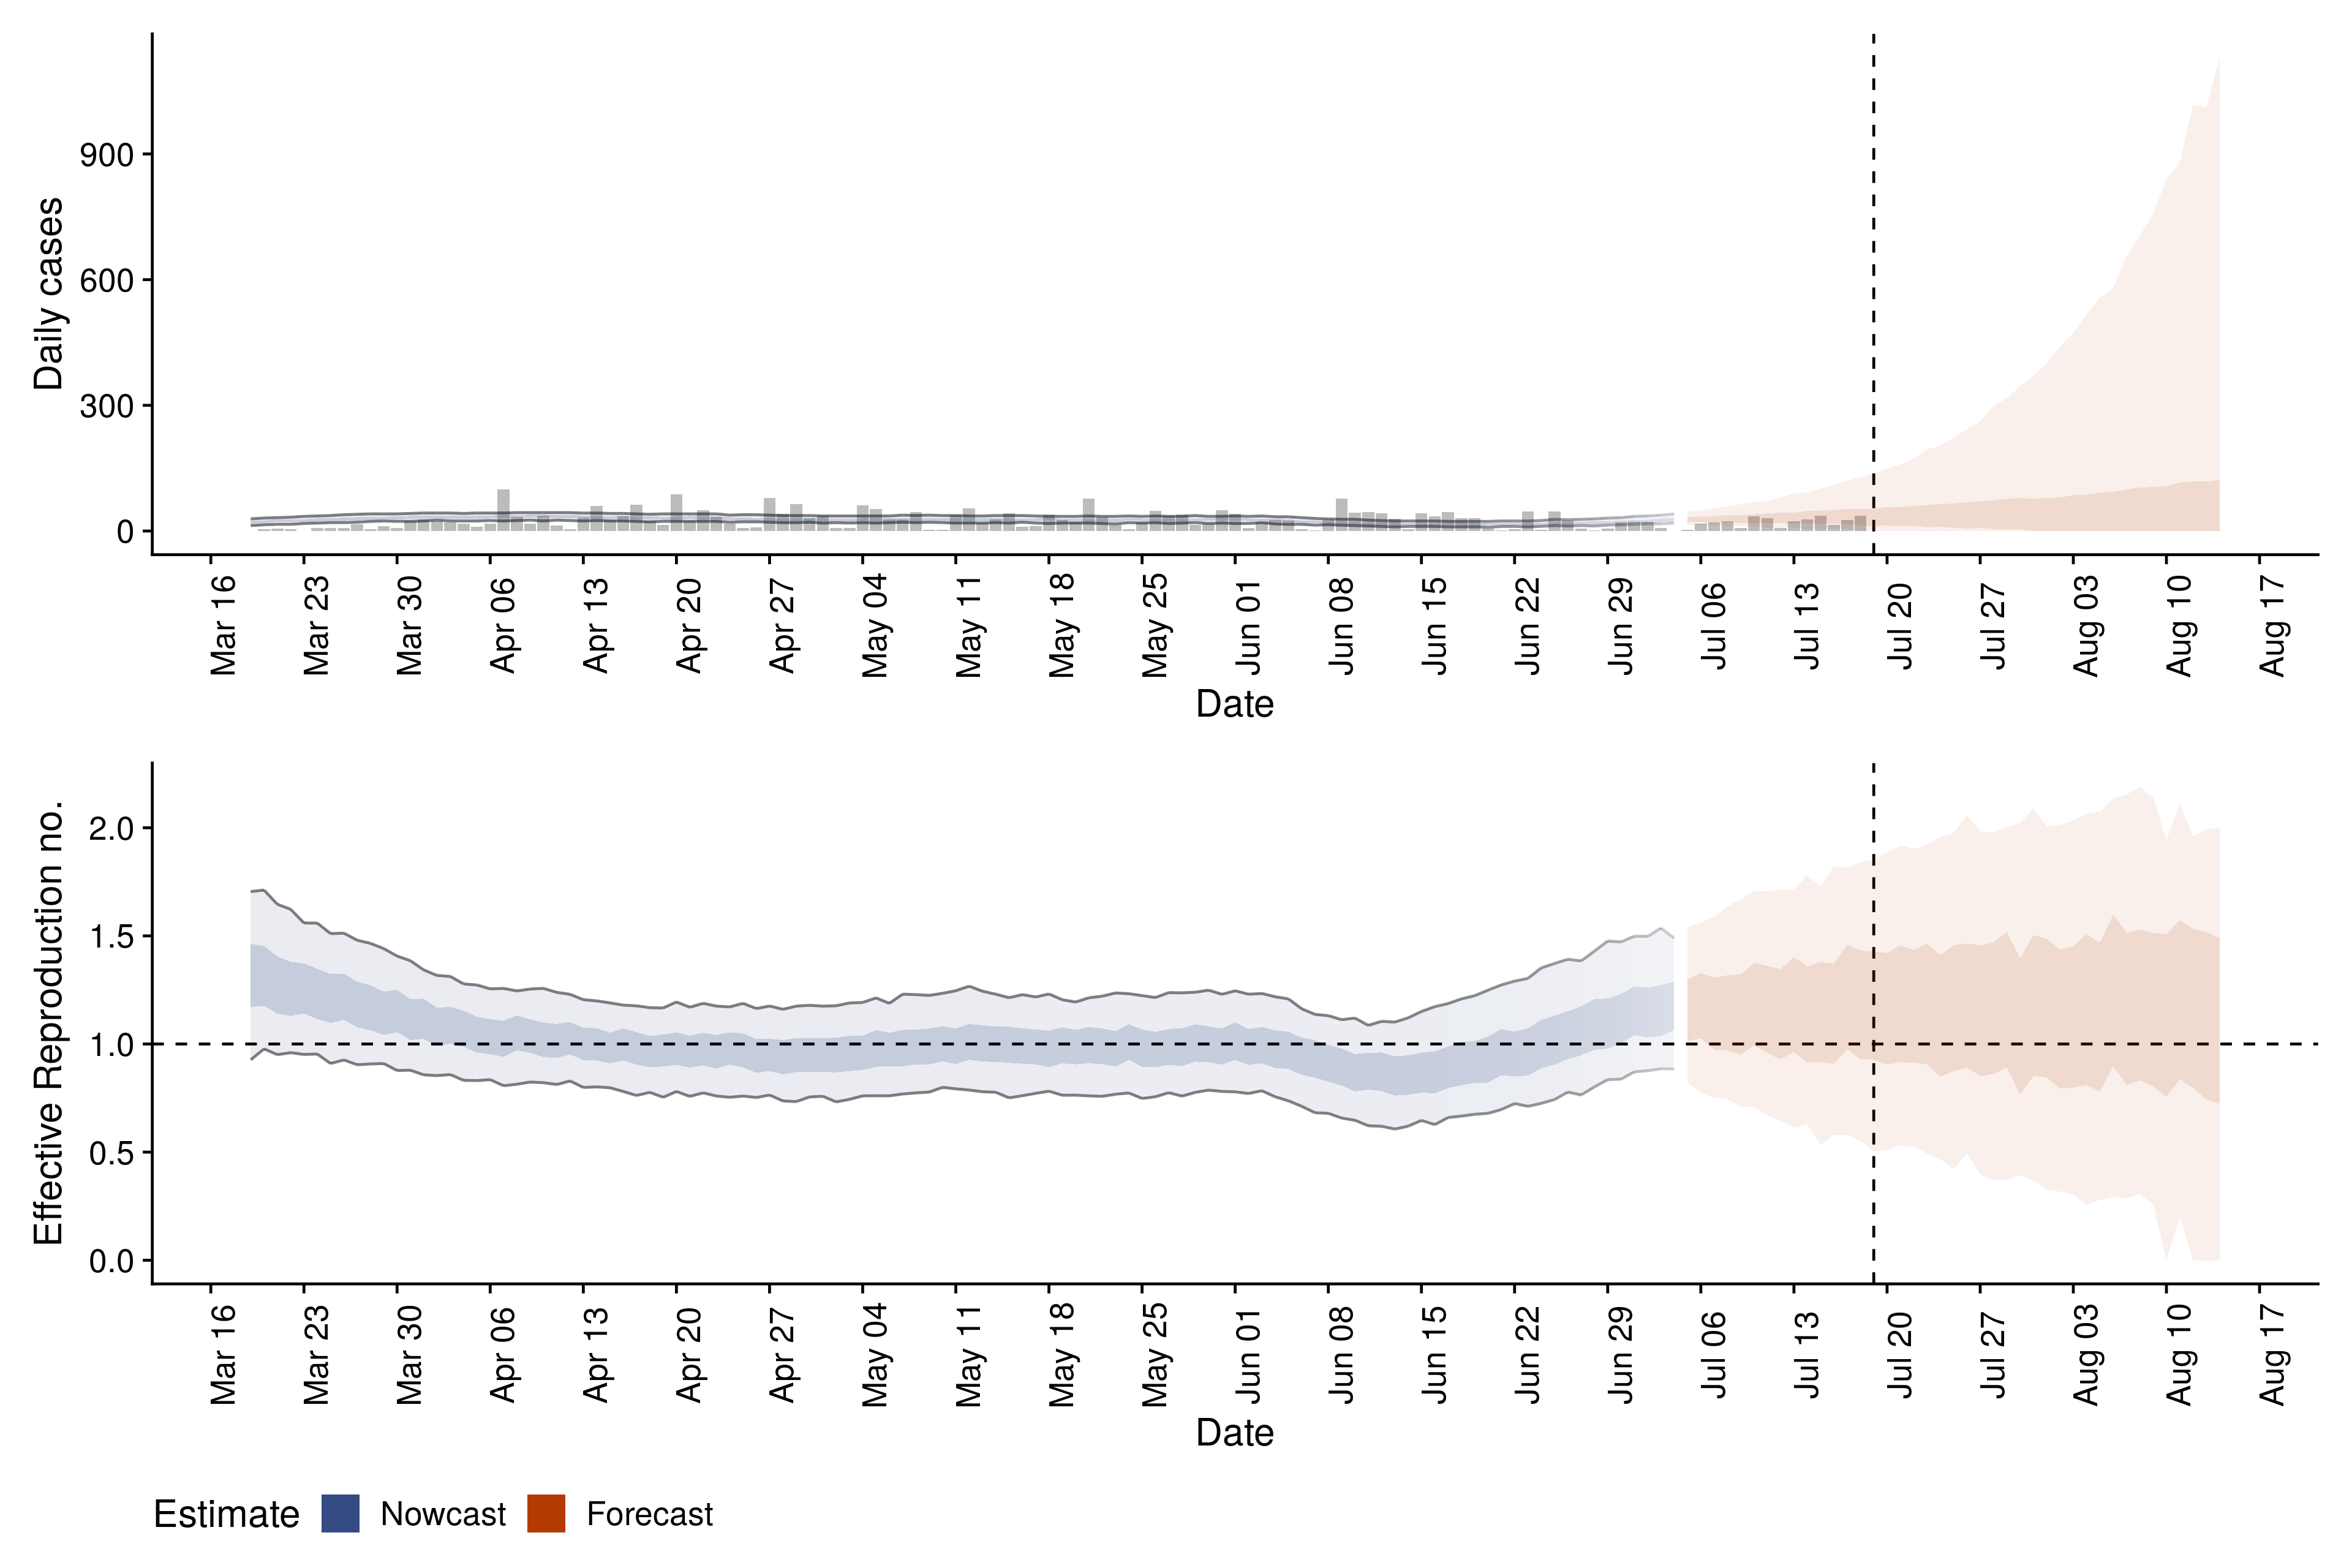 Daily cases
900
600
300
0
Mar 16 Mar 23 Mar 30 Apr 06 Apr 13 Apr 20 Apr 27 May 04 May 11 May 18 May 25 Jun 01 Jun 08 Jun 15 Jun 22 Jun 29 Jul 06 Jul 13 Jul 20 Jul 27 Aug 03 Aug 10 Aug 17
Date
Effective Reproduction no.
2.0
1.5
1.0
0.5
0.0
Mar 16 Mar 23 Mar 30 Apr 06 Apr 13 Apr 20 Apr 27 May 04 May 11 May 18 May 25 Jun 01 Jun 08 Jun 15 Jun 22 Jun 29 Jul 06 Jul 13 Jul 20 Jul 27 Aug 03 Aug 10 Aug 17
Date
Estimate Nowcast Forecast